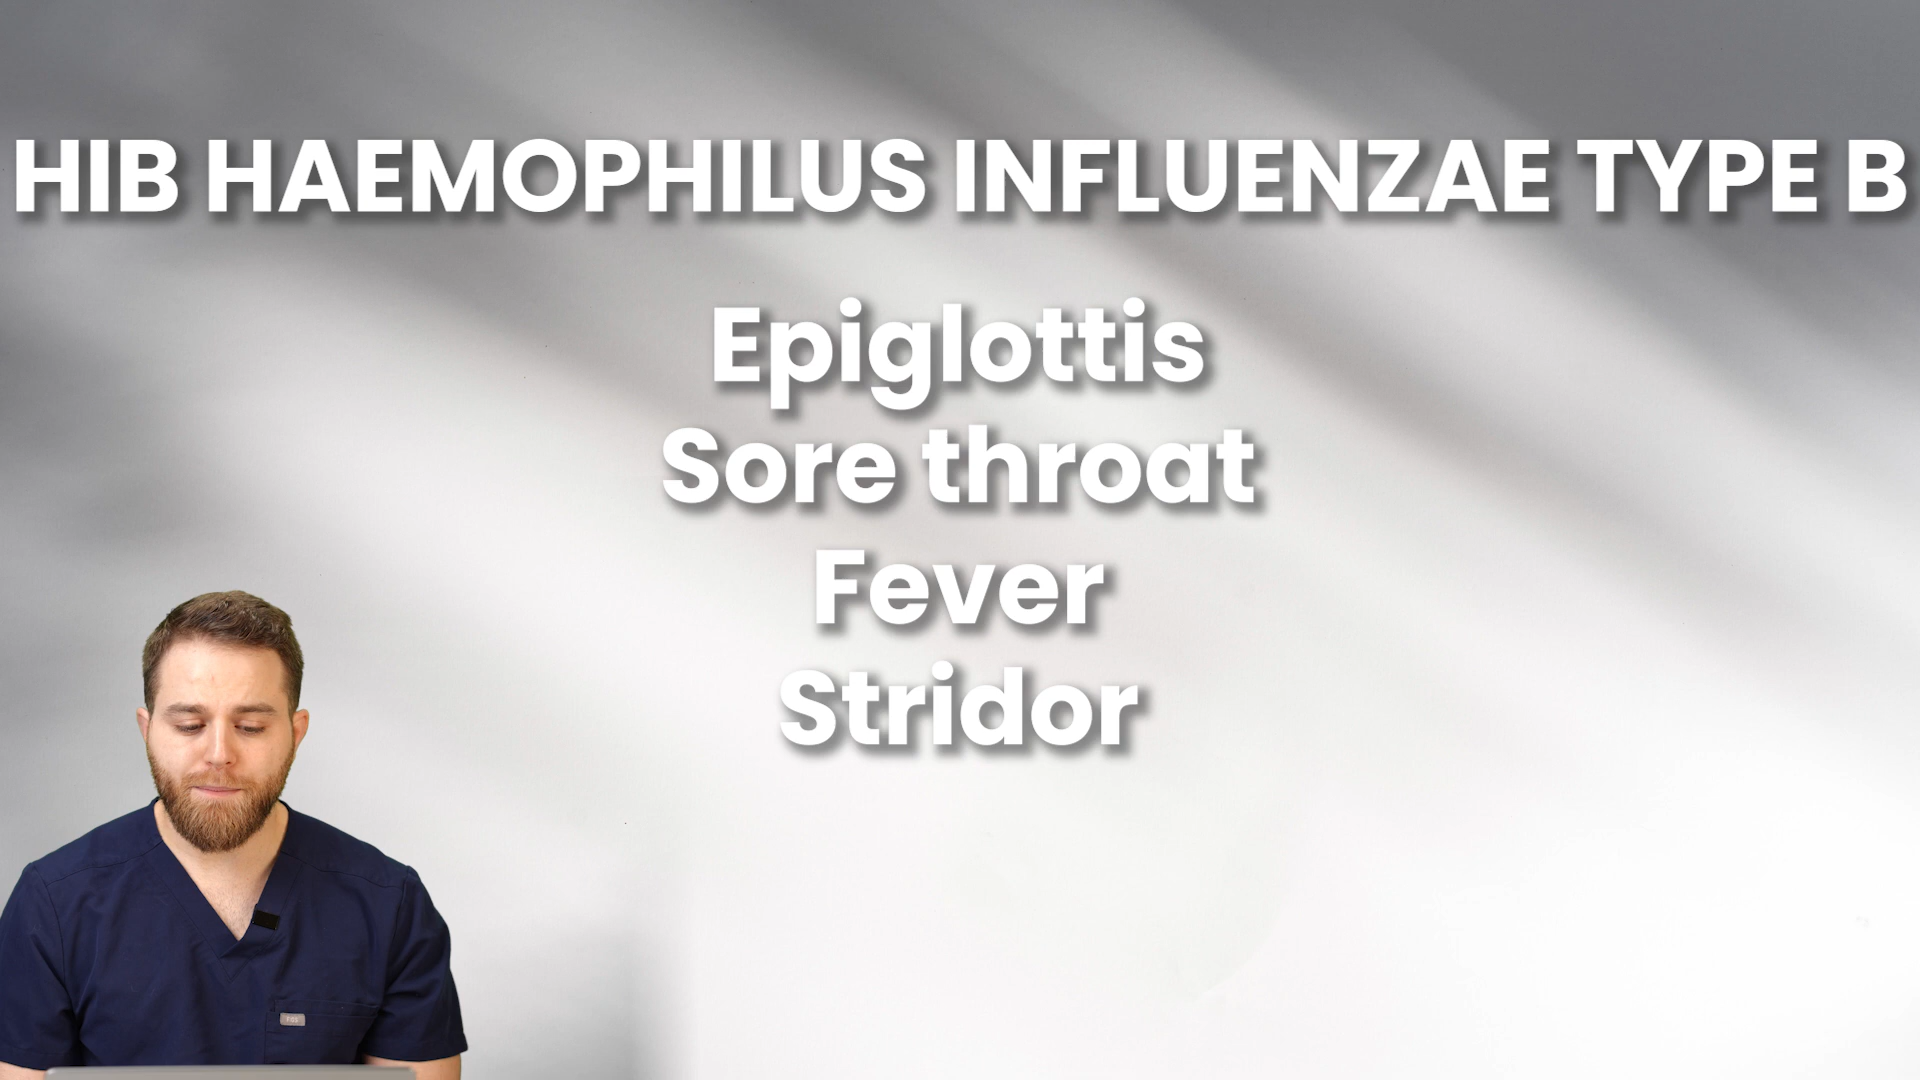 HIB HAEMOPHILUS INFLUENZAE TYPE B
Epiglottis
Sore throat
Fever
Stridor